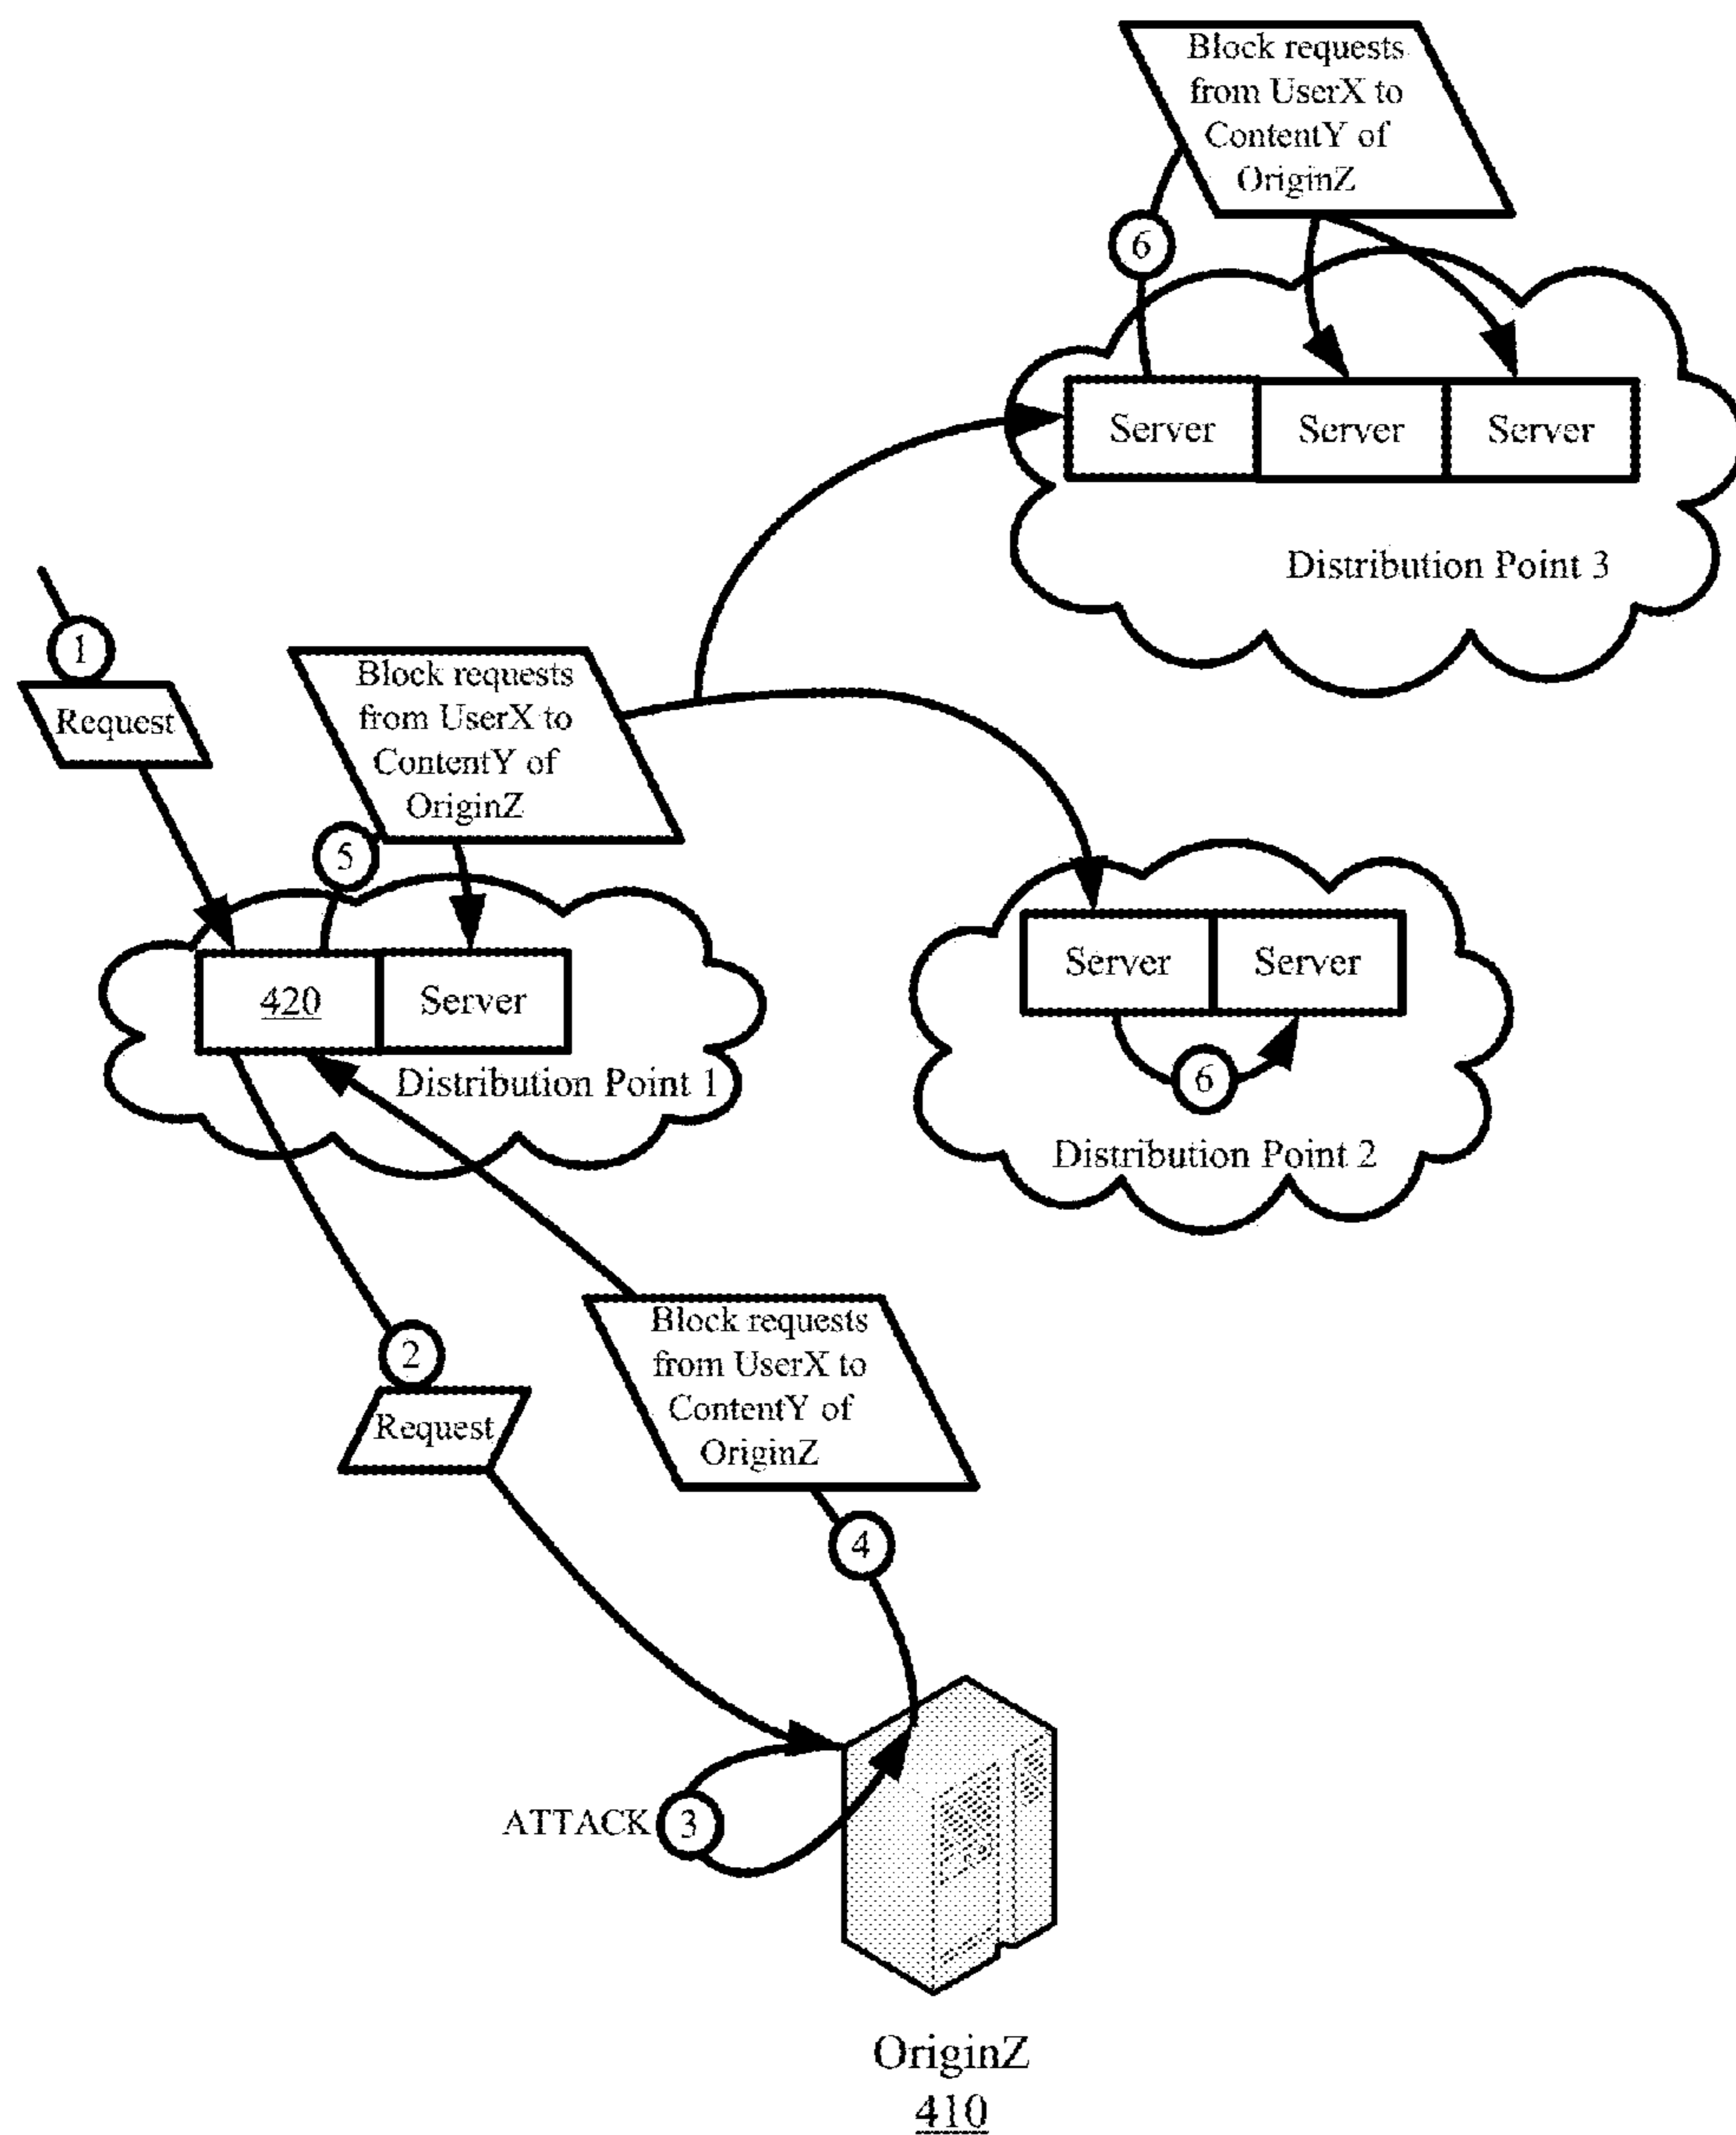 Block requests
from UserX to
ContentY of
OriginZ
6
Server Server Server
Distribution Point 3
1
Request
Block requests
from UserX to
ContentY of
OriginZ
5
420 Server
Distribution Point 1
Server Server
6
Distribution Point 2
2
Request
Block requests
from UserX to
ContentY of
OriginZ
4
ATTACK 3
OriginZ
410